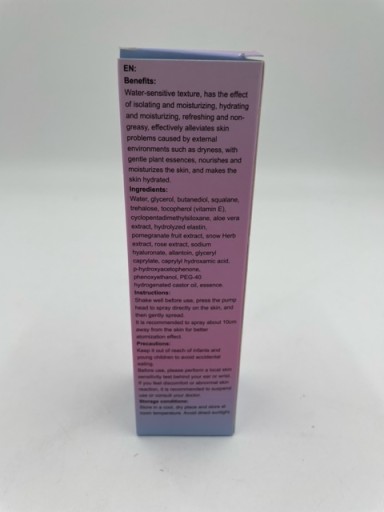 EN:
Benefits:
Water-sensitive texture, has the effect
of isolating and moisturizing, hydrating
and moisturizing, refreshing and non-
greasy, effectively alleviates skin
problems caused by external
environments such as dryness, with
gentle plant essences, nourishes and
moisturizes the skin, and makes the
skin hydrated.
Ingredients:
Water, glycerol, butanediol, squalane,
trehalose, tocopherol (vitamin E),
cyclopentadimethylsiloxane, aloe vera
extract, hydrolyzed elastin,
pomegranate fruit extract, snow Herb
extract, rose extract, sodium
hyaluronate, allantoin, glyceryl
caprylate, caprylyl hydroxamic acid,
p-hydroxyacetophenone,
phenoxyethanol, PEG-40
hydrogenated castor oil, essence.
Instructions:
Shake well before use, press the pump
head to spray directly on the skin, and
then gently spread.
It is recommended to spray about 10cm
away from the skin for better
atomization effect.
Precautions:
Keep it out of reach of infants and
young children to avoid accidental
eating.
Before use, please perform a local skin
sensitivity test behind your ear or wrist.
If you feel discomfort or abnormal skin
reaction, it is recommended to suspend
use or consult your doctor.
Storage conditions:
Store in a cool, dry place and store at
room temperature. Avoid direct sunlight.